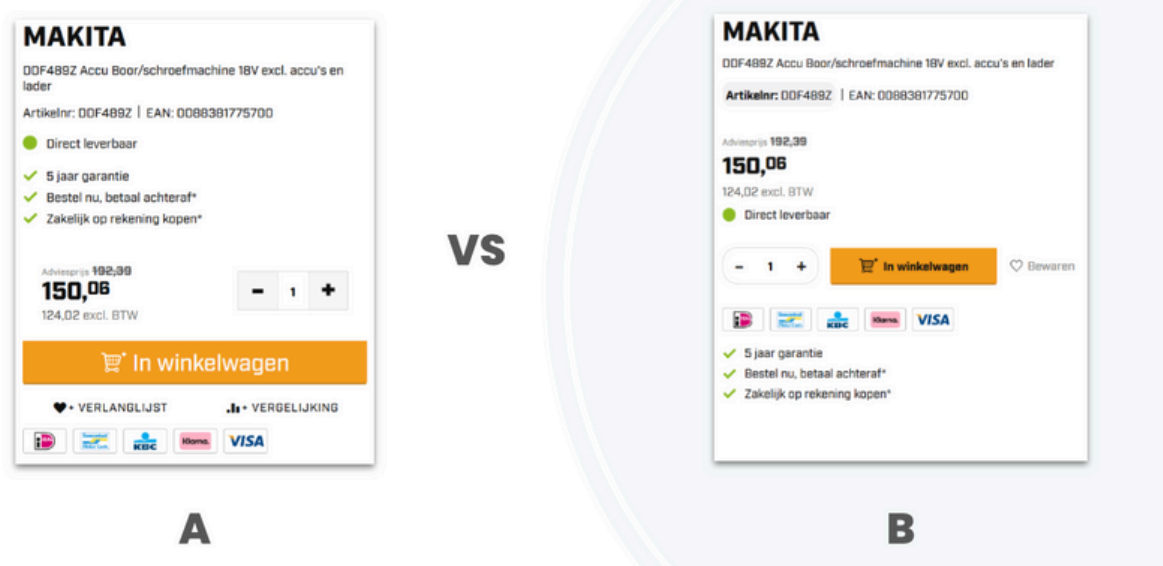 MAKITA
DDF489Z Accu Boor/schroefmachine 18V excl. accu's en
lader
Artikelnr: DDF489Z | EAN: 0088381775700
Direct leverbaar
5 jaar garantie
Bestel nu, betaal achteraf*
Zakelijk op rekening kopen*
Adviesprijs 192,39
150,06
124,02 excl. BTW
- 1 +
In winkelwagen
+ VERLANGLIJST
+ VERGELIJKING
KBC
Klarna.
VISA
A
VS
MAKITA
DDF489Z Accu Boor/schroefmachine 18V excl. accu's en lader
Artikelnr: DDF489Z | EAN: 0088381775700
Adviesprijs 192,39
150,06
124,02 excl. BTW
Direct leverbaar
- 1 +
In winkelwagen
Bewaren
KBC
Klarna.
VISA
5 jaar garantie
Bestel nu, betaal achteraf*
Zakelijk op rekening kopen*
B